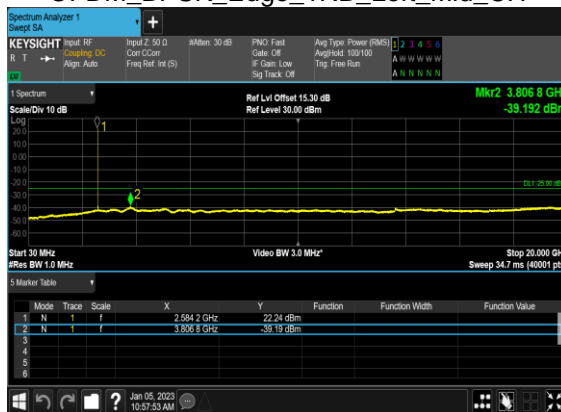 Spectrum Analyzer 1
Swept SA
+
KEYSIGHT Input: RF
R T Coupling: DC
Align: Auto
LXI
Input Z: 50 Ω
Corr CCorr
Freq Ref: Int (S)
#Atten: 30 dB
PNO: Fast
Gate: Off
IF Gain: Low
Sig Track: Off
Avg Type: Power (RMS)
Avg|Hold: 100/100
Trig: Free Run
1 2 3 4 5 6
A W W W W W
A N N N N N
1 Spectrum
Scale/Div 10 dB
Ref Lvl Offset 15.30 dB
Ref Level 30.00 dBm
Mkr2 3.806 8 GH
-39.192 dBr
Log
20.0
10.0
0.00
-10.0
-20.0
-30.0
-40.0
-50.0
-60.0
1
2
DL1 -25.00 dB
Start 30 MHz
#Res BW 1.0 MHz
Video BW 3.0 MHz*
Stop 20.000 GH
Sweep 34.7 ms (40001 pt
5 Marker Table
Mode Trace Scale X Y Function Function Width Function Value
1 N 1 f 2.584 2 GHz 22.24 dBm
2 N 1 f 3.806 8 GHz -39.19 dBm
3
4
5
6
? Jan 05, 2023
10:57:53 AM